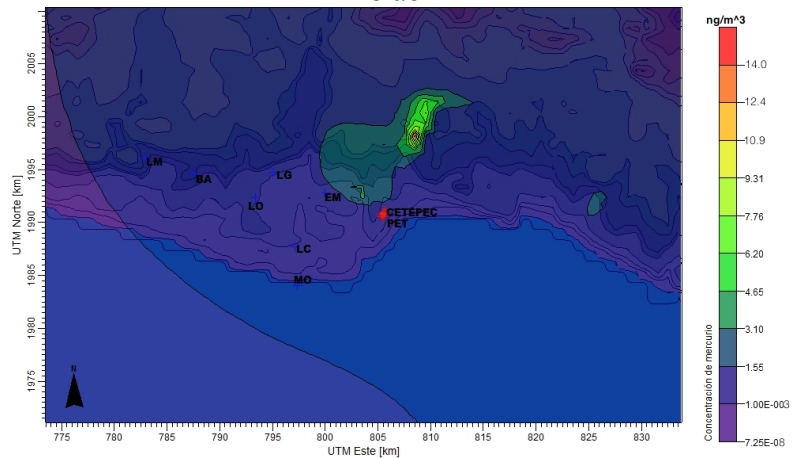 ng/m^3
14.0
12.4
10.9
9.31
7.76
6.20
4.65
3.10
1.55
1.00E-003
7.25E-08
Concentración de mercurio
UTM Norte [km]
2005
2000
1995
1990
1985
1980
1975
LM
BA
LG
LO
EM
CETEPEC
PET
LC
MO
N
775
780
785
790
795
800
805
810
815
820
825
830
UTM Este [km]